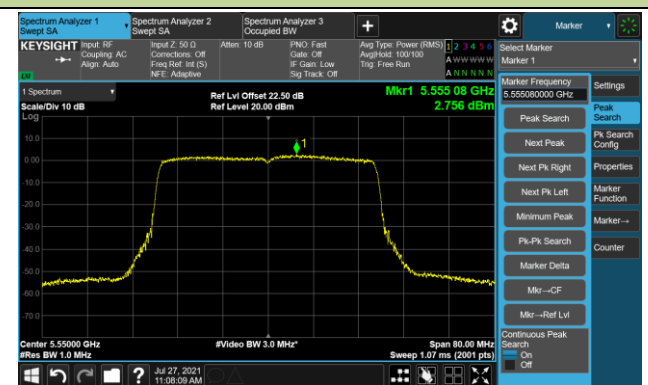 Spectrum Analyzer 1
Swept SA
Spectrum Analyzer 2
Swept SA
Spectrum Analyzer 3
Occupied BW
+
Marker
KEYSIGHT
Input: RF
Coupling: AC
Align: Auto
Input Z: 50 Ω
Corrections: Off
Freq Ref: Int (S)
NFE: Adaptive
Atten: 10 dB
PNO: Fast
Gate: Off
IF Gain: Low
Sig Track: Off
Avg Type: Power (RMS)
Avg|Hold: 100/100
Trig: Free Run
1 2 3 4 5 6
A W W W W W
A N N N N N
Select Marker
Marker 1
1 Spectrum
Scale/Div 10 dB
Log
Ref Lvl Offset 22.50 dB
Ref Level 20.00 dBm
Mkr1 5.555 08 GHz
2.756 dBm
10.0
0.00
-10.0
-20.0
-30.0
-40.0
-50.0
-60.0
-70.0
1
Center 5.55000 GHz
#Res BW 1.0 MHz
#Video BW 3.0 MHz*
Span 80.00 MHz
Sweep 1.07 ms (2001 pts)
Marker Frequency
5.555080000 GHz
Peak Search
Next Peak
Next Pk Right
Next Pk Left
Minimum Peak
Pk-Pk Search
Marker Delta
Mkr→CF
Mkr→Ref Lvl
Continuous Peak
Search
On
Off
Settings
Peak
Search
Pk Search
Config
Properties
Marker
Function
Marker→
Counter
?
Jul 27, 2021
11:08:09 AM